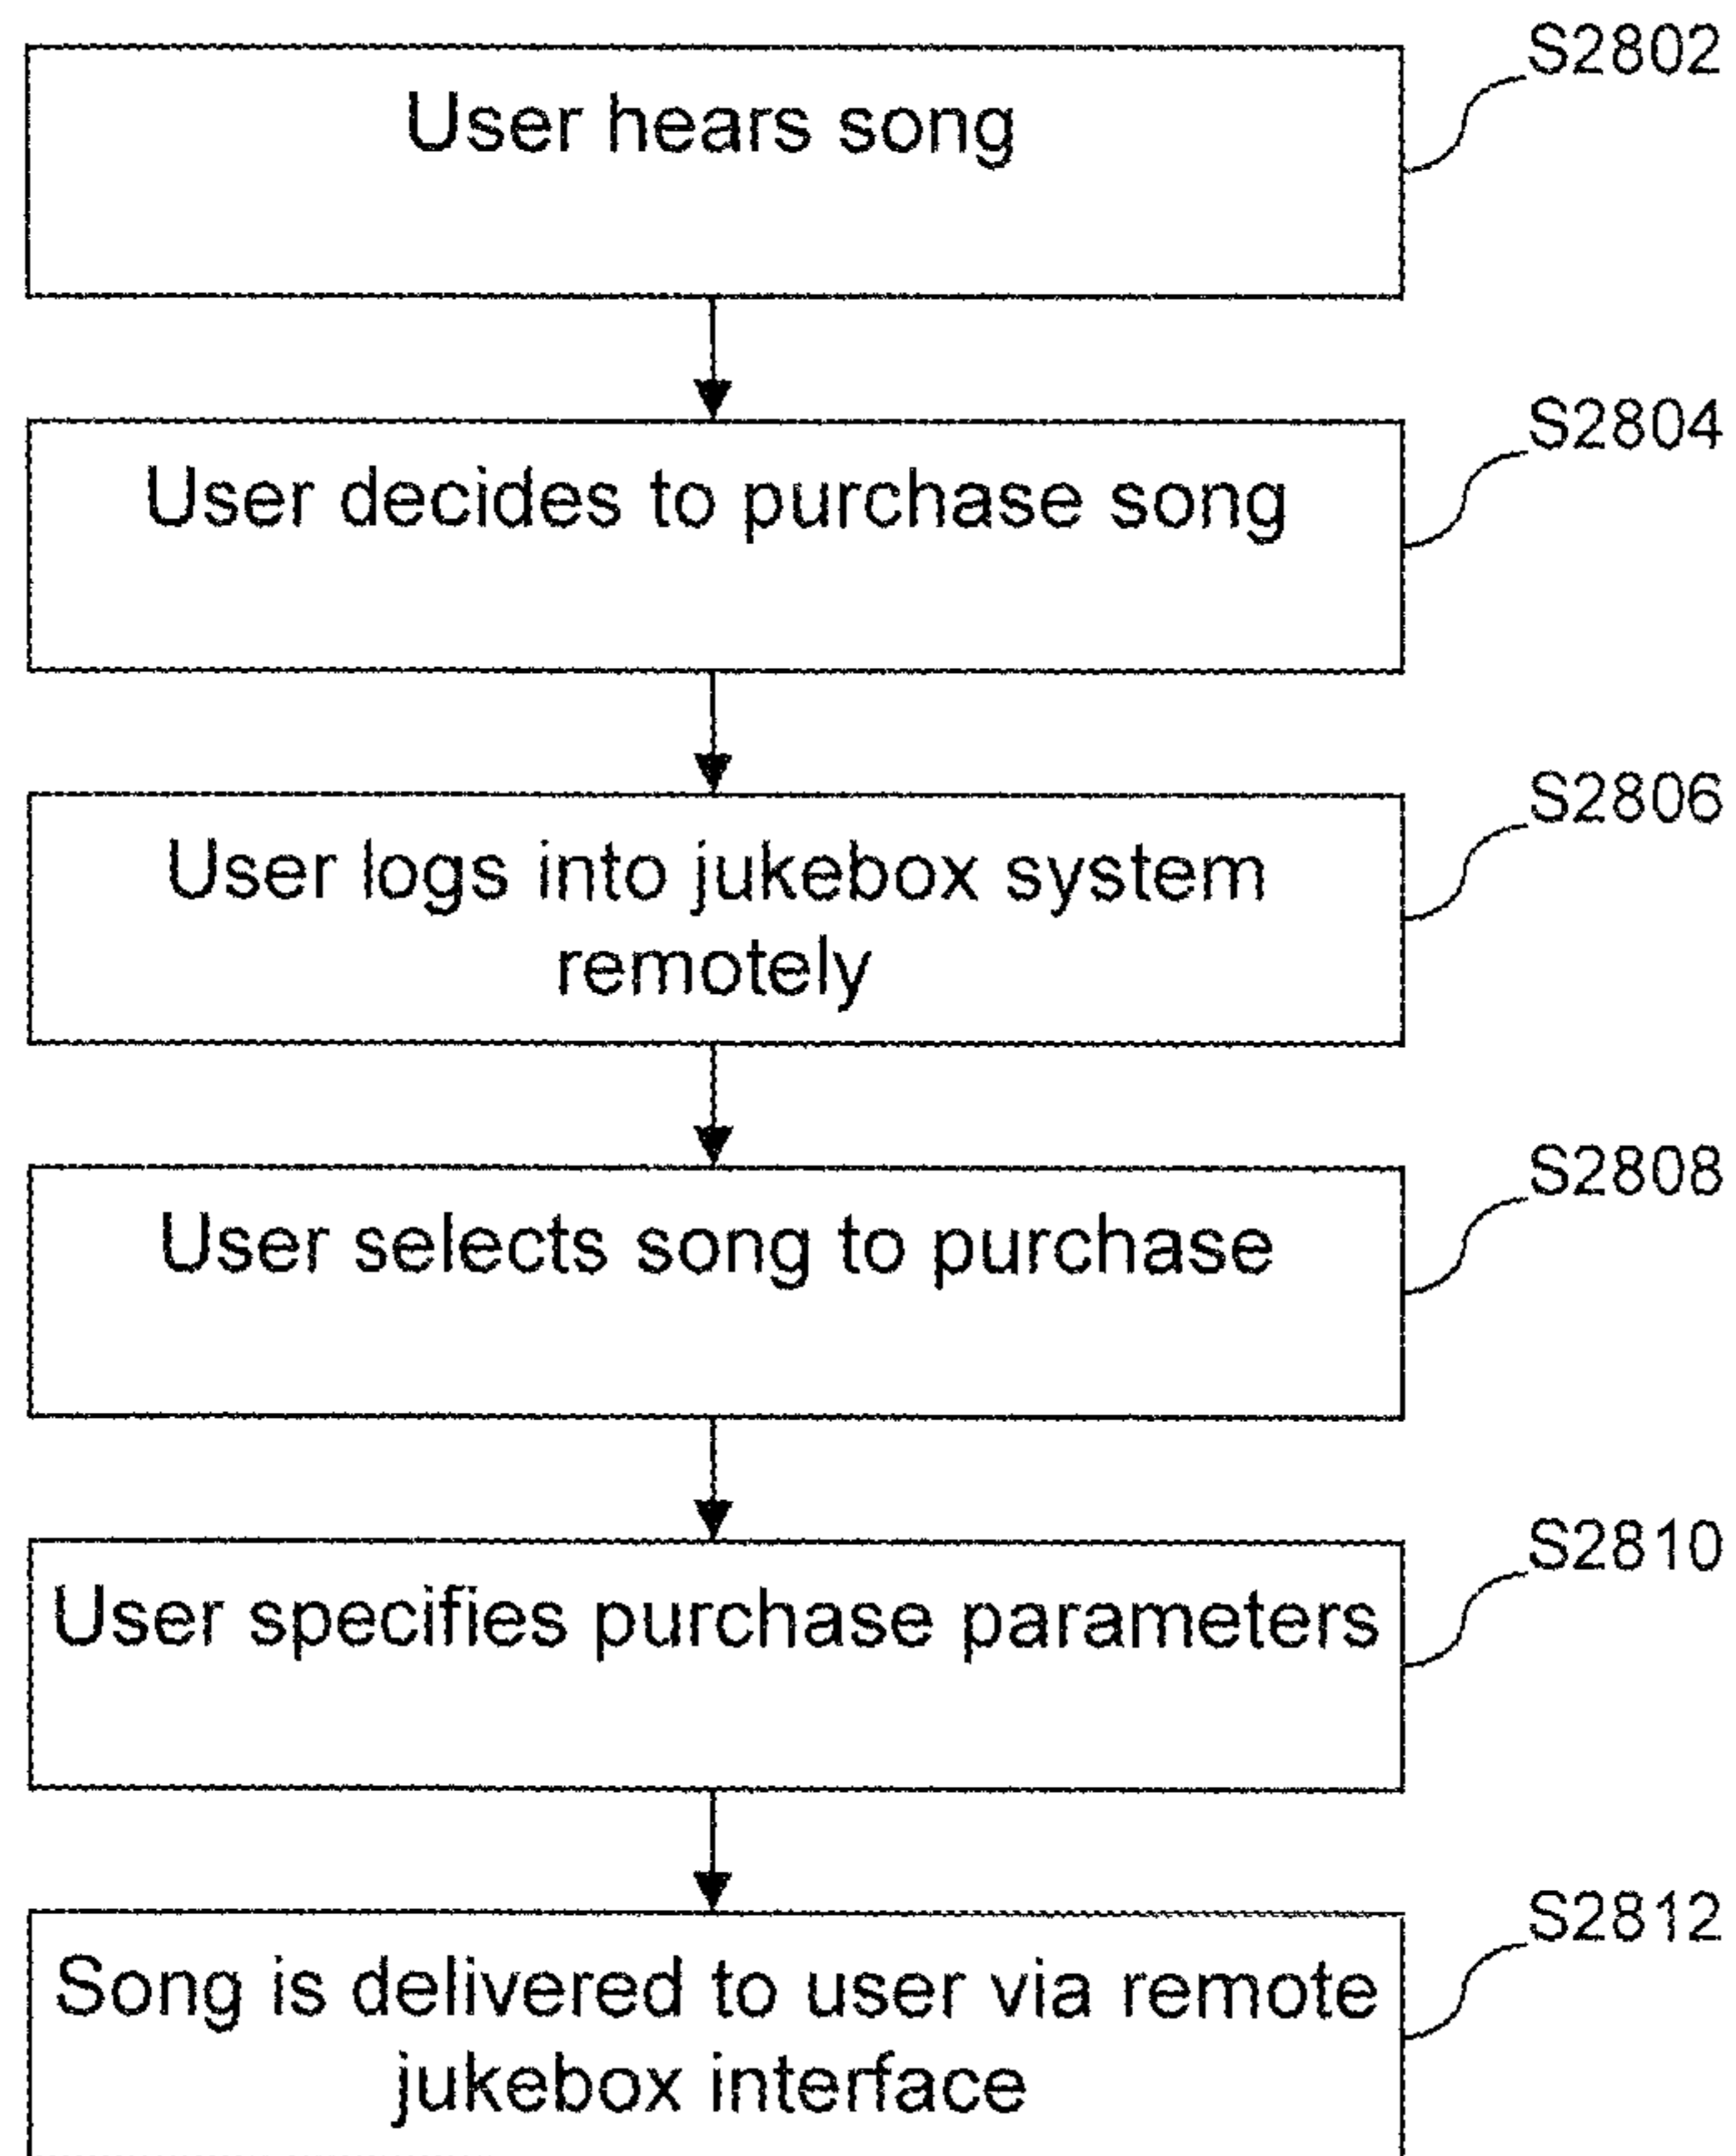 S2802
User hears song
S2804
User decides to purchase song
S2806
User logs into jukebox system
remotely
S2808
User selects song to purchase
S2810
User specifies purchase parameters
S2812
Song is delivered to user via remote
jukebox interface